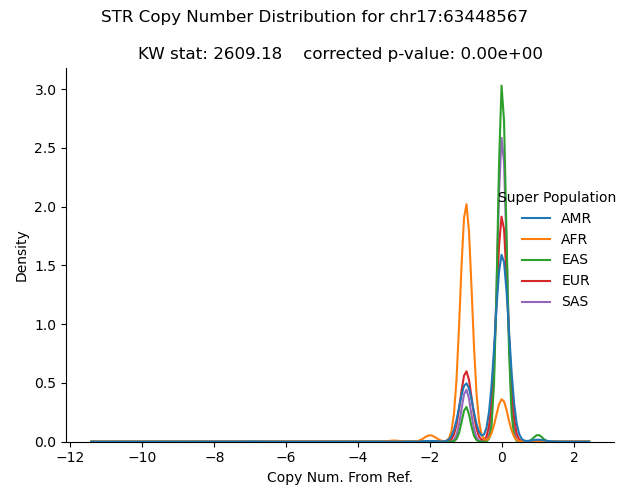 STR Copy Number Distribution for chr17:63448567
KW stat: 2609.18    corrected p-value: 0.00e+00
3.0
2.5
2.0
1.5
1.0
0.5
0.0
Density
Super Population
AMR
AFR
EAS
EUR
SAS
−12 −10 −8 −6 −4 −2 0 2
Copy Num. From Ref.